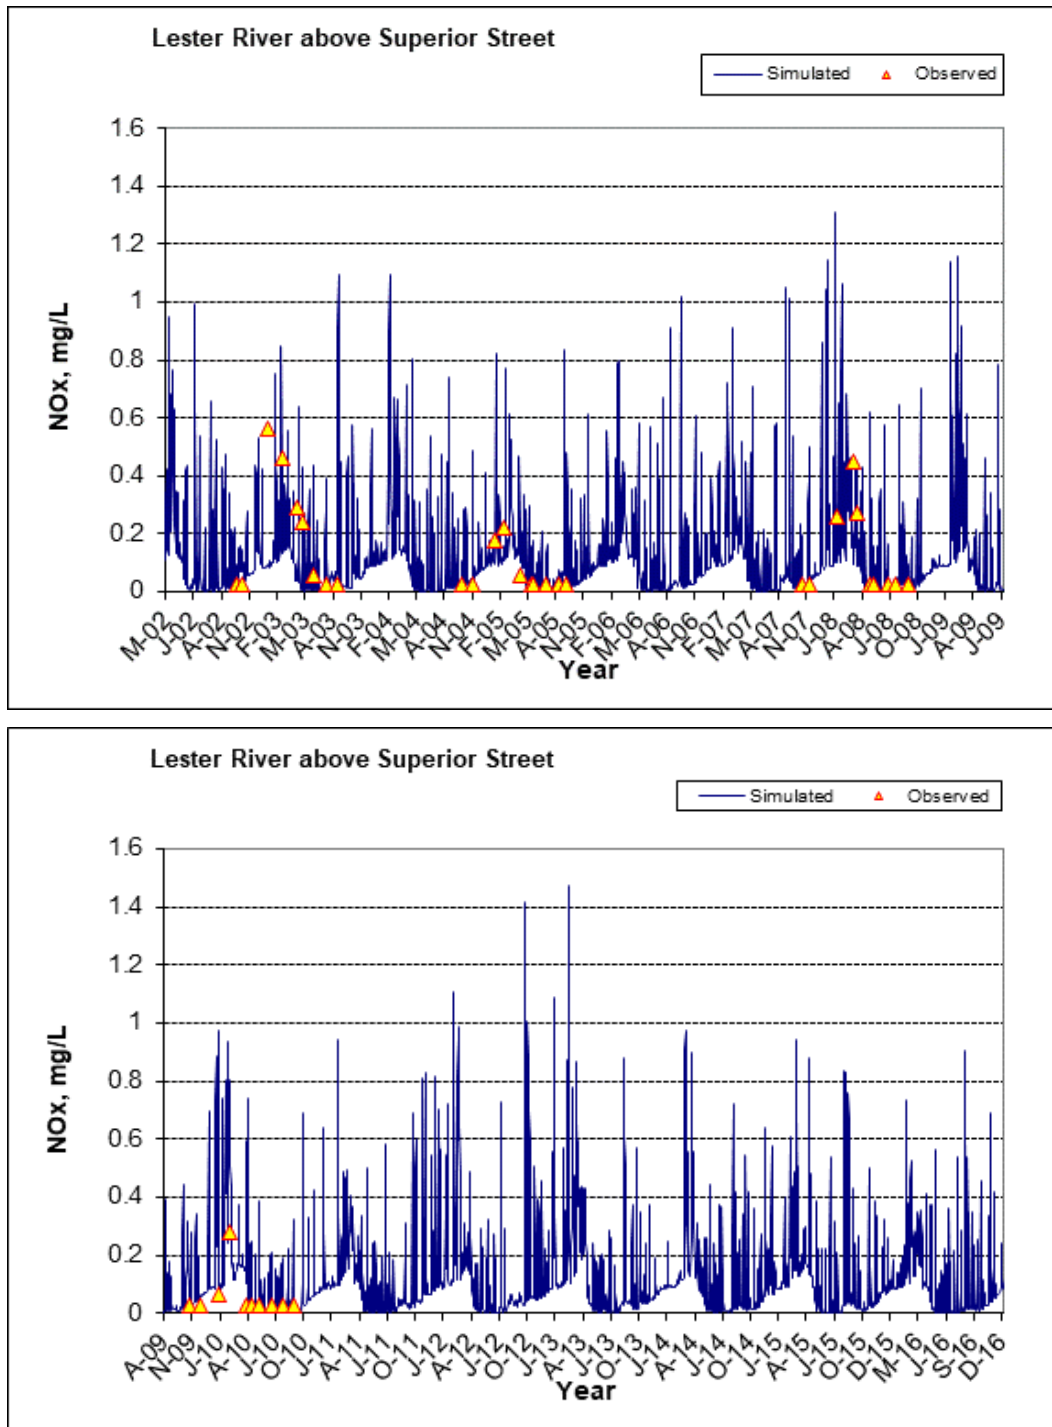 Lester River above Superior Street
Simulated Observed
1.6
1.4
1.2
1
0.8
0.6
0.4
0.2
0
NOx, mg/L
M-02 J-02 A-02 N-02 F-03 M-03 A-03 N-03 F-04 M-04 A-04 N-04 F-05 M-05 A-05 N-05 F-06 M-06 A-06 N-06 F-07 M-07 A-07 N-07 J-08 A-08 J-08 O-08 J-09 A-09 J-09
Year
Lester River above Superior Street
Simulated Observed
1.6
1.4
1.2
1
0.8
0.6
0.4
0.2
0
NOx, mg/L
A-09 N-09 J-10 A-10 J-10 O-10 J-11 A-11 J-11 O-11 J-12 A-12 J-12 O-12 J-13 A-13 J-13 O-13 J-14 A-14 J-14 O-14 J-15 A-15 J-15 O-15 D-15 M-16 J-16 S-16 D-16
Year